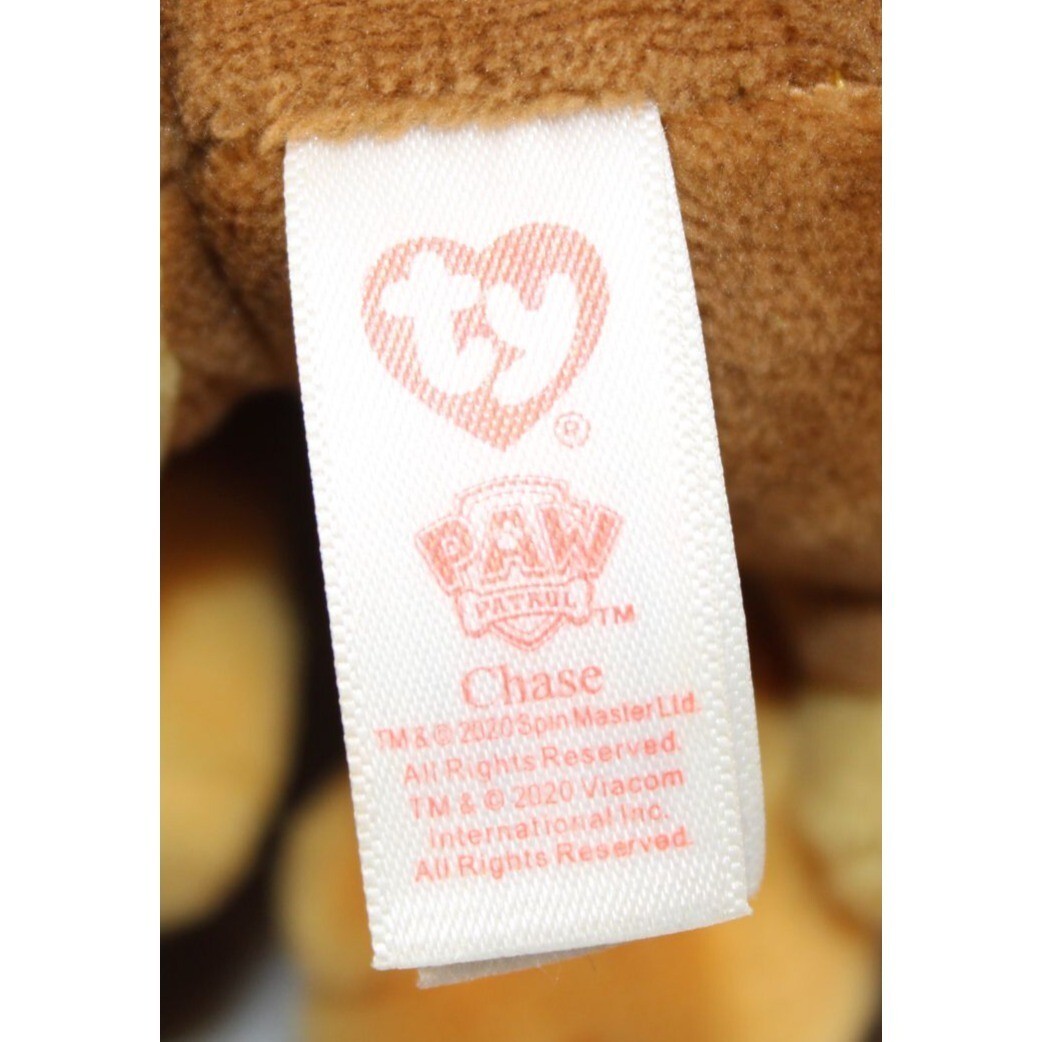 ty
®
PAW
PATROL
TM
Chase
TM & © 2020 Spin Master Ltd.
All Rights Reserved.
TM & © 2020 Viacom
International Inc.
All Rights Reserved.